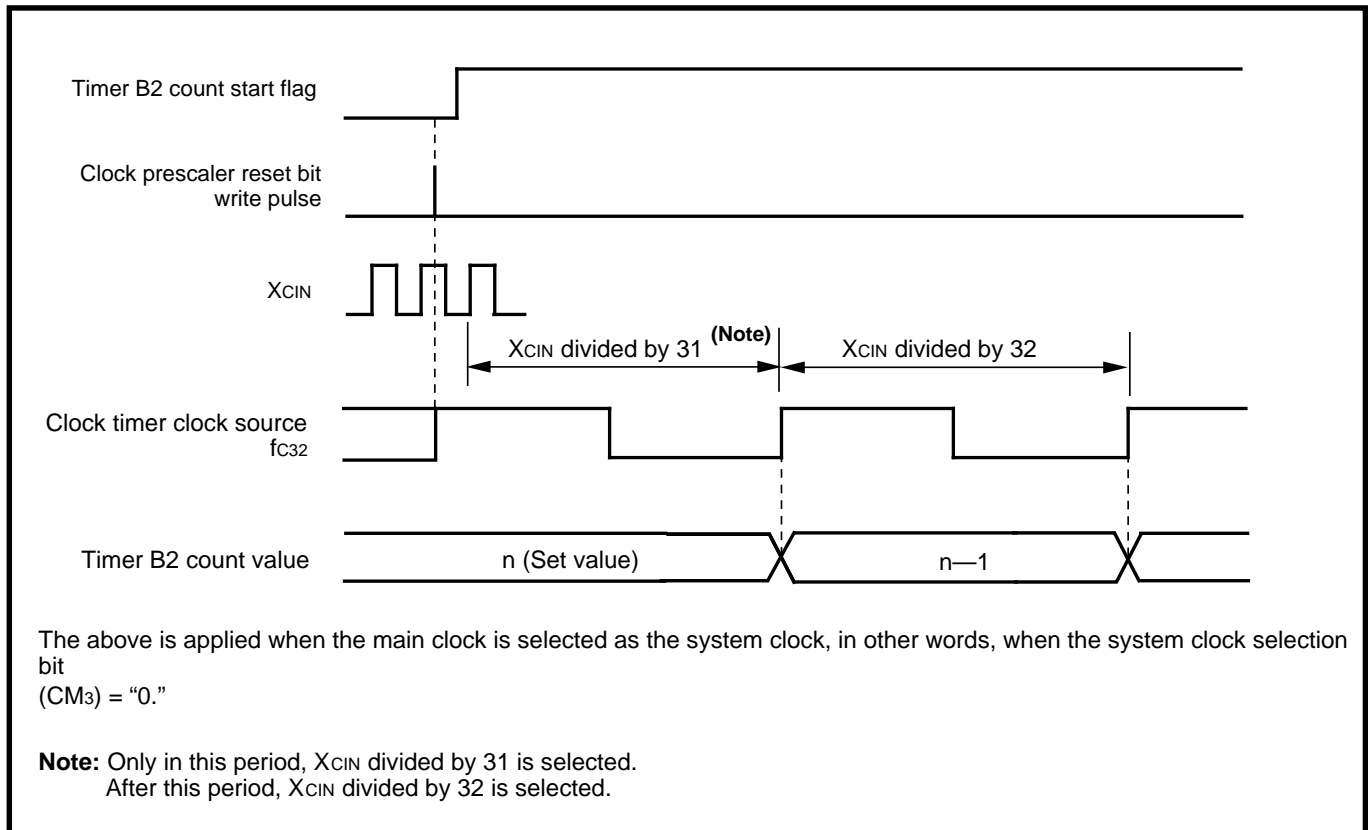 Timer B2 count start flag
Clock prescaler reset bit
write pulse
XCIN
XCIN divided by 31 (Note)
XCIN divided by 32
Clock timer clock source
fC32
Timer B2 count value
n (Set value)
n—1
The above is applied when the main clock is selected as the system clock, in other words, when the system clock selection
bit
(CM3) = “0.”
Note: Only in this period, XCIN divided by 31 is selected.
After this period, XCIN divided by 32 is selected.